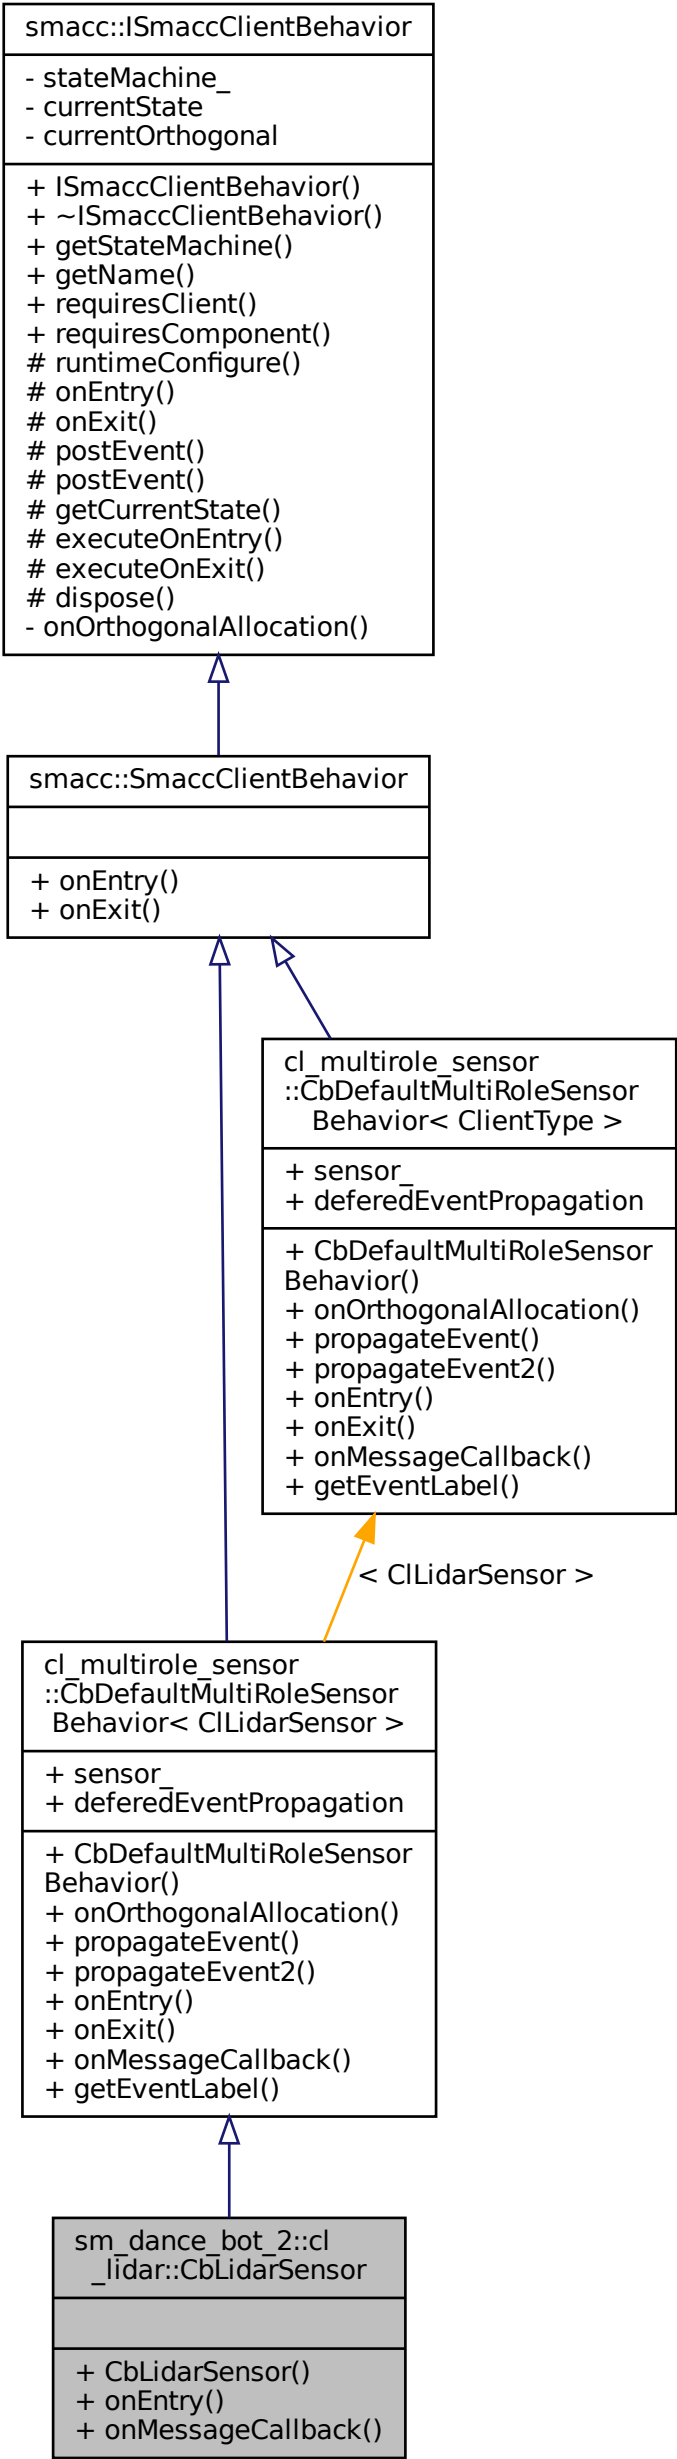 smacc::ISmaccClientBehavior
- stateMachine_
- currentState
- currentOrthogonal
+ ISmaccClientBehavior()
+ ~ISmaccClientBehavior()
+ getStateMachine()
+ getName()
+ requiresClient()
+ requiresComponent()
# runtimeConfigure()
# onEntry()
# onExit()
# postEvent()
# postEvent()
# getCurrentState()
# executeOnEntry()
# executeOnExit()
# dispose()
- onOrthogonalAllocation()
smacc::SmaccClientBehavior
+ onEntry()
+ onExit()
cl_multirole_sensor
::CbDefaultMultiRoleSensor
Behavior< ClientType >
+ sensor_
+ deferedEventPropagation
+ CbDefaultMultiRoleSensor
Behavior()
+ onOrthogonalAllocation()
+ propagateEvent()
+ propagateEvent2()
+ onEntry()
+ onExit()
+ onMessageCallback()
+ getEventLabel()
< ClLidarSensor >
cl_multirole_sensor
::CbDefaultMultiRoleSensor
Behavior< ClLidarSensor >
+ sensor_
+ deferedEventPropagation
+ CbDefaultMultiRoleSensor
Behavior()
+ onOrthogonalAllocation()
+ propagateEvent()
+ propagateEvent2()
+ onEntry()
+ onExit()
+ onMessageCallback()
+ getEventLabel()
sm_dance_bot_2::cl
_lidar::CbLidarSensor
+ CbLidarSensor()
+ onEntry()
+ onMessageCallback()